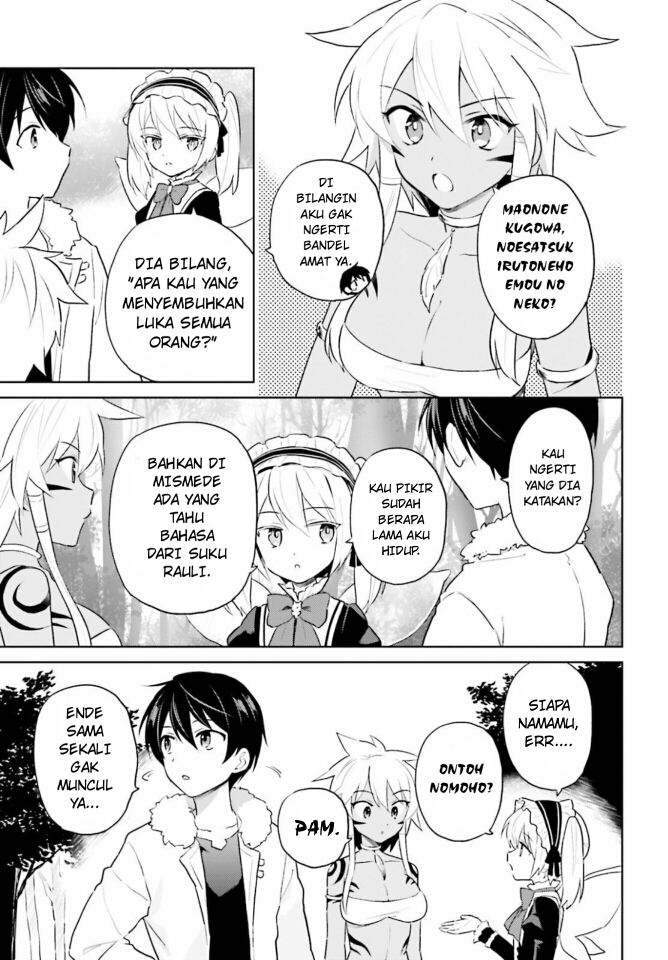 MAONONE
KUGOWA,
NOESATSUK
IRUTONEHO
EMOU NO
NEKO?
DI
BILANGIN
AKU GAK
NGERTI
BANDEL
AMAT YA.
DIA BILANG,
"APA KAU YANG
MENYEMBUHKAN
LUKA SEMUA
ORANG?"
KAU
NGERTI
YANG DIA
KATAKAN?
KAU PIKIR
SUDAH
BERAPA
LAMA AKU
HIDUP.
BAHKAN DI
MISMEDE
ADA YANG
TAHU
BAHASA
DARI SUKU
RAULI.
SIAPA
NAMAMU,
ERR....
ONTOH
NOMOHO?
PAM.
ENDE
SAMA
SEKALI
GAK
MUNCUL
YA...